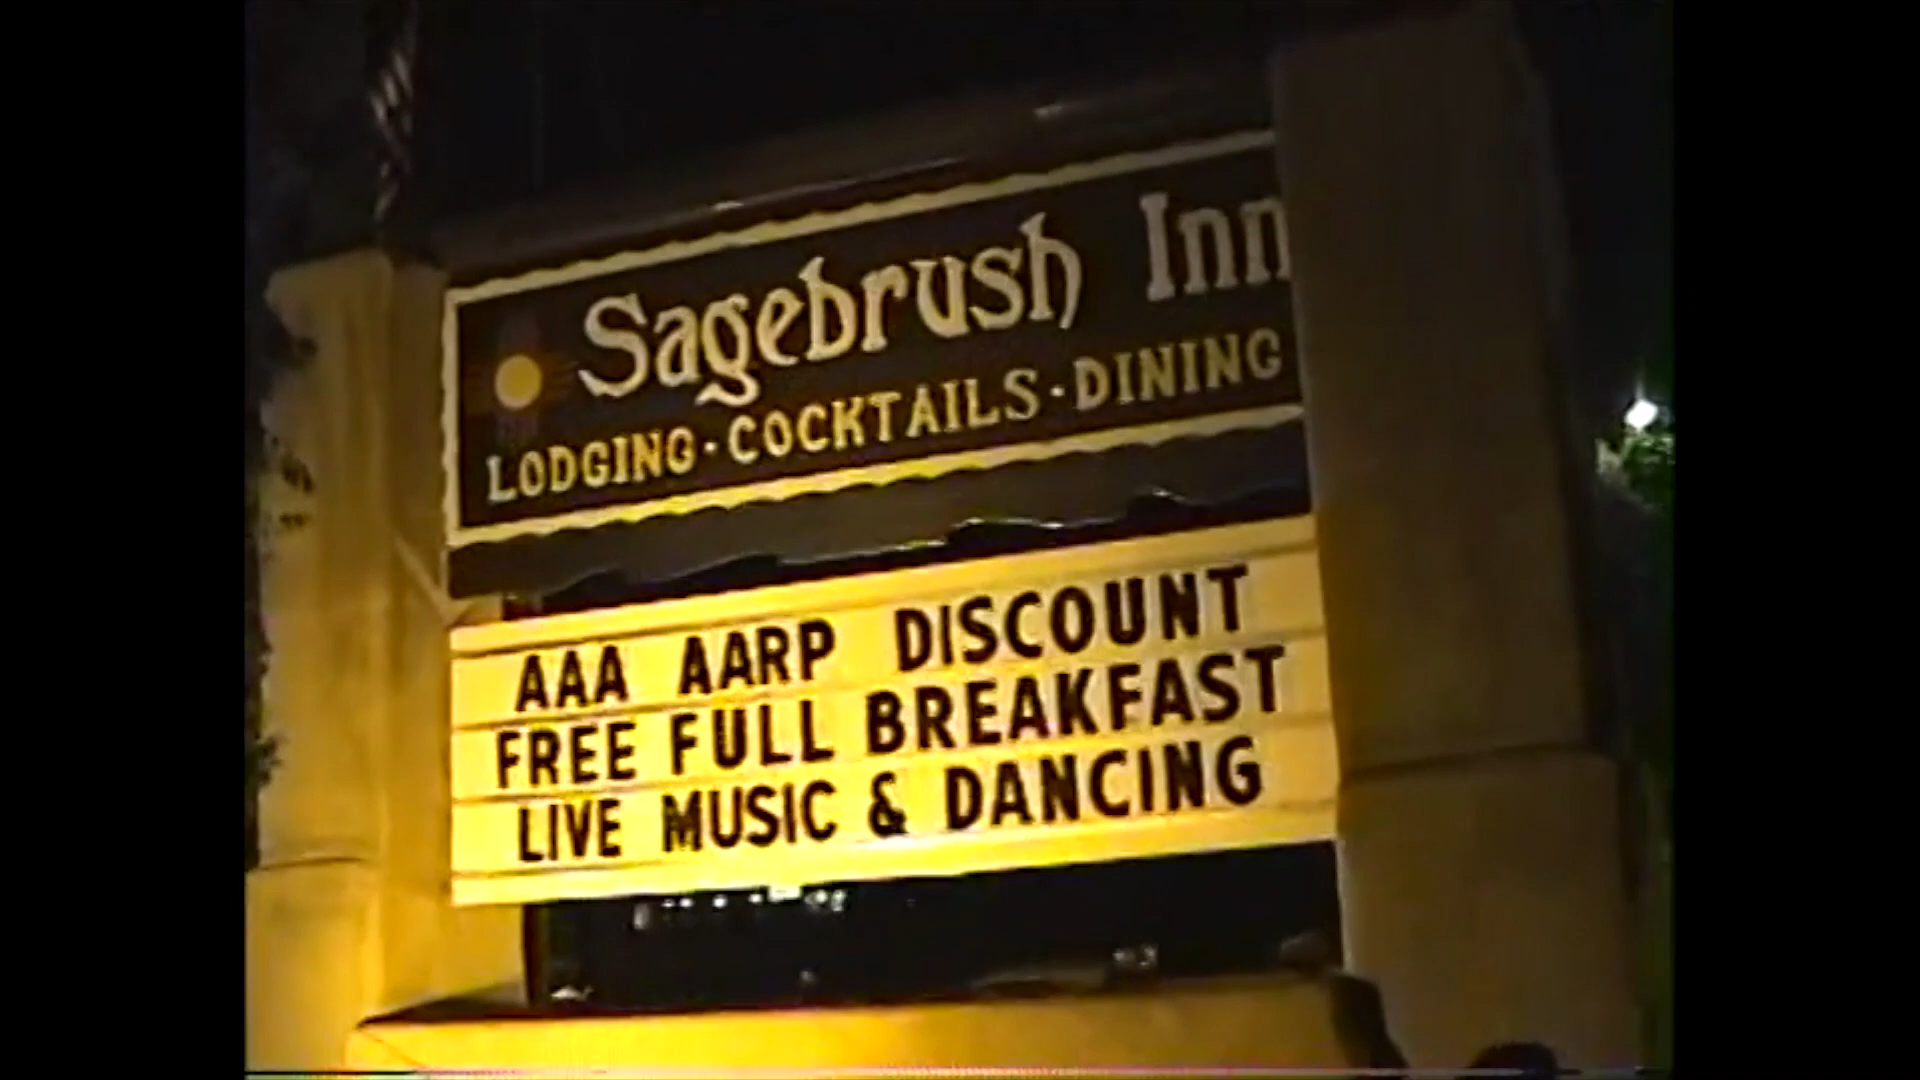 Sagebrush Inn
LODGING · COCKTAILS · DINING
AAA AARP DISCOUNT
FREE FULL BREAKFAST
LIVE MUSIC & DANCING